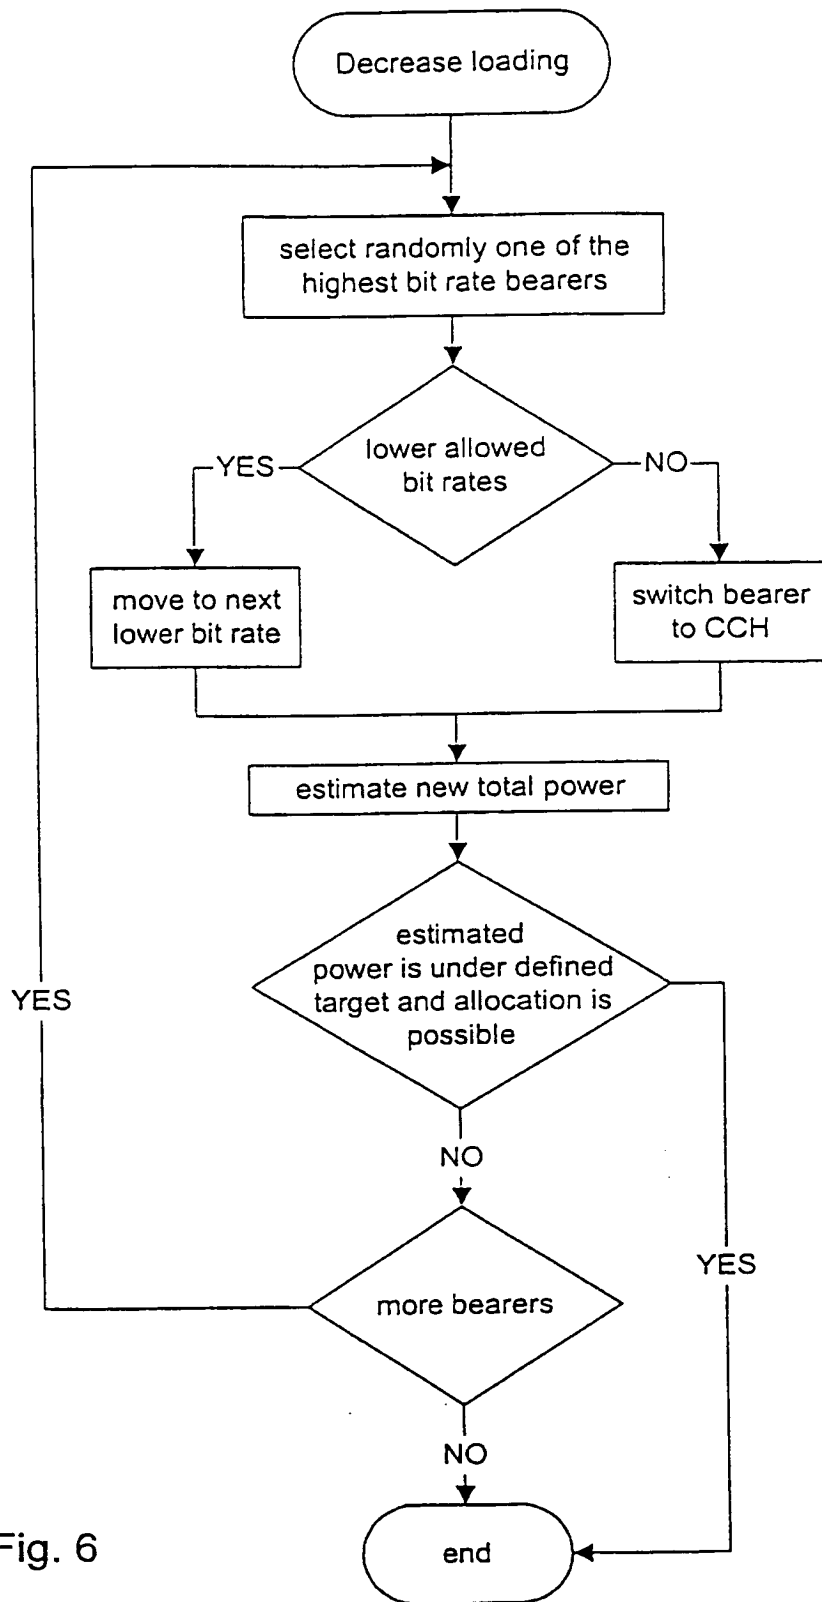 Decrease loading
select randomly one of the
highest bit rate bearers
lower allowed
bit rates
YES
NO
move to next
lower bit rate
switch bearer
to CCH
estimate new total power
estimated
power is under defined
target and allocation is
possible
YES
NO
YES
more bearers
NO
end
Fig. 6